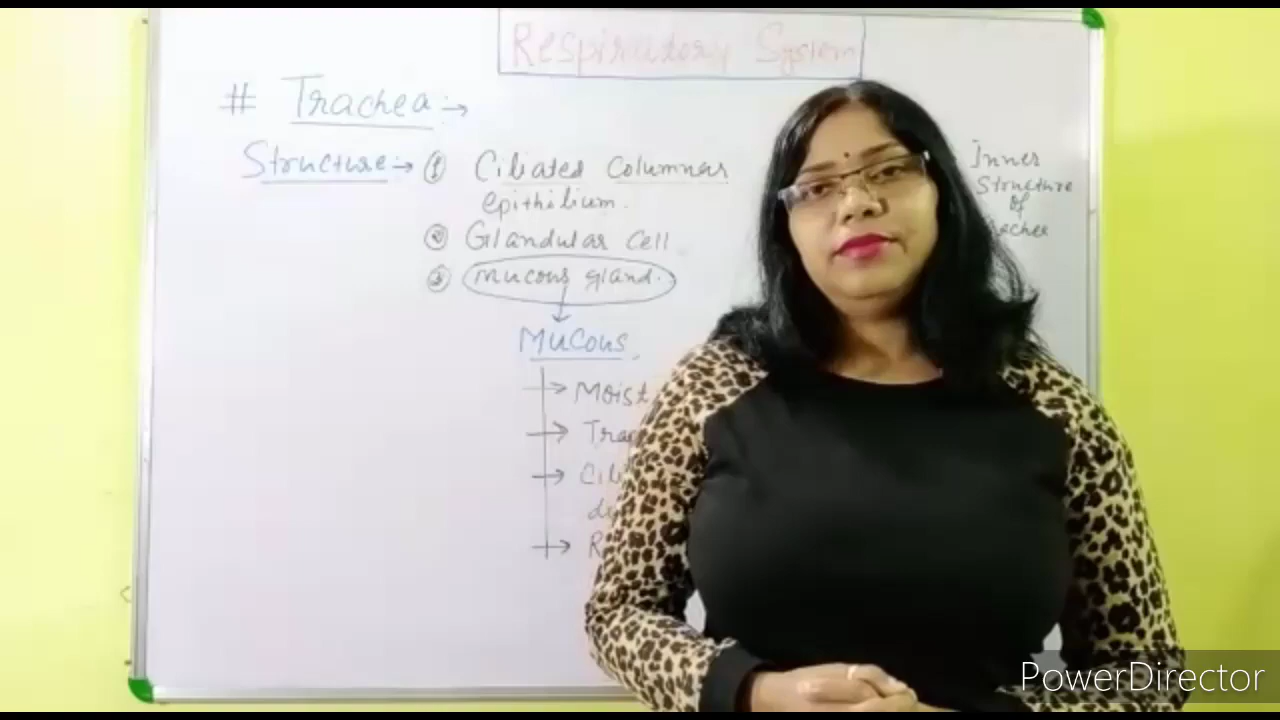 Respiratory System
# Trachea :→
Structure:→ ① Ciliated Columnar
epithilium.
② Glandular cell
③ Mucous gland.
Mucous
→ Moist
→
→
→
Inner
Structure
of
PowerDirector